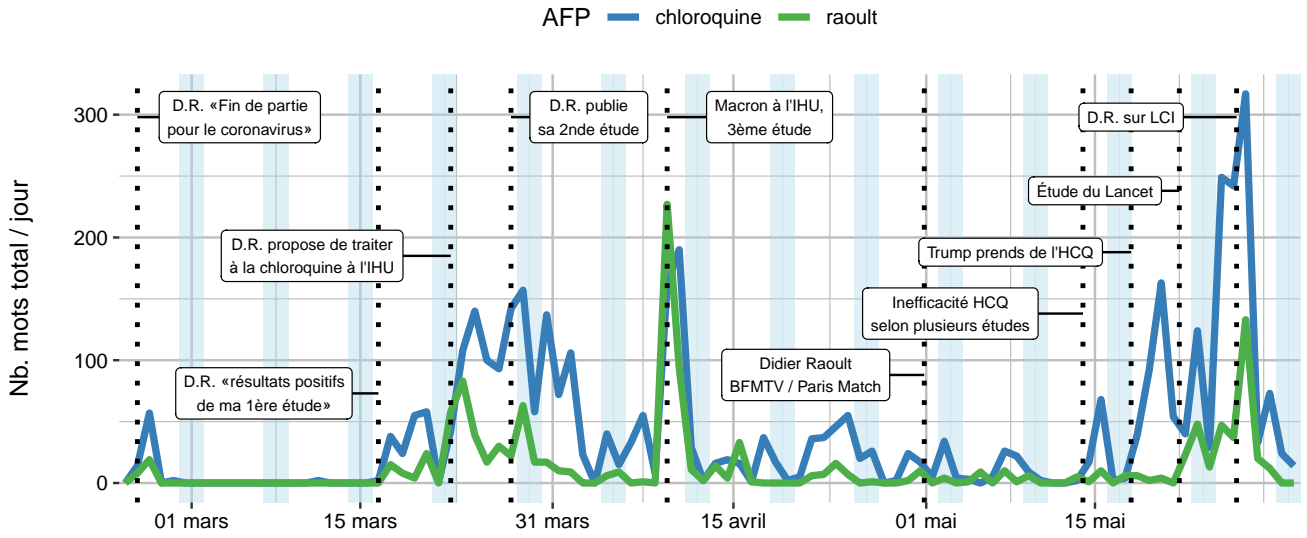 AFP chloroquine raoult
Nb. mots total / jour
300
200
100
0
D.R. «Fin de partie
pour le coronavirus»
D.R. publie
sa 2nde étude
Macron à l'IHU,
3ème étude
D.R. sur LCI
Étude du Lancet
D.R. propose de traiter
à la chloroquine à l'IHU
Trump prends de l'HCQ
Inefficacité HCQ
selon plusieurs études
Didier Raoult
BFMTV / Paris Match
D.R. «résultats positifs
de ma 1ère étude»
01 mars
15 mars
31 mars
15 avril
01 mai
15 mai